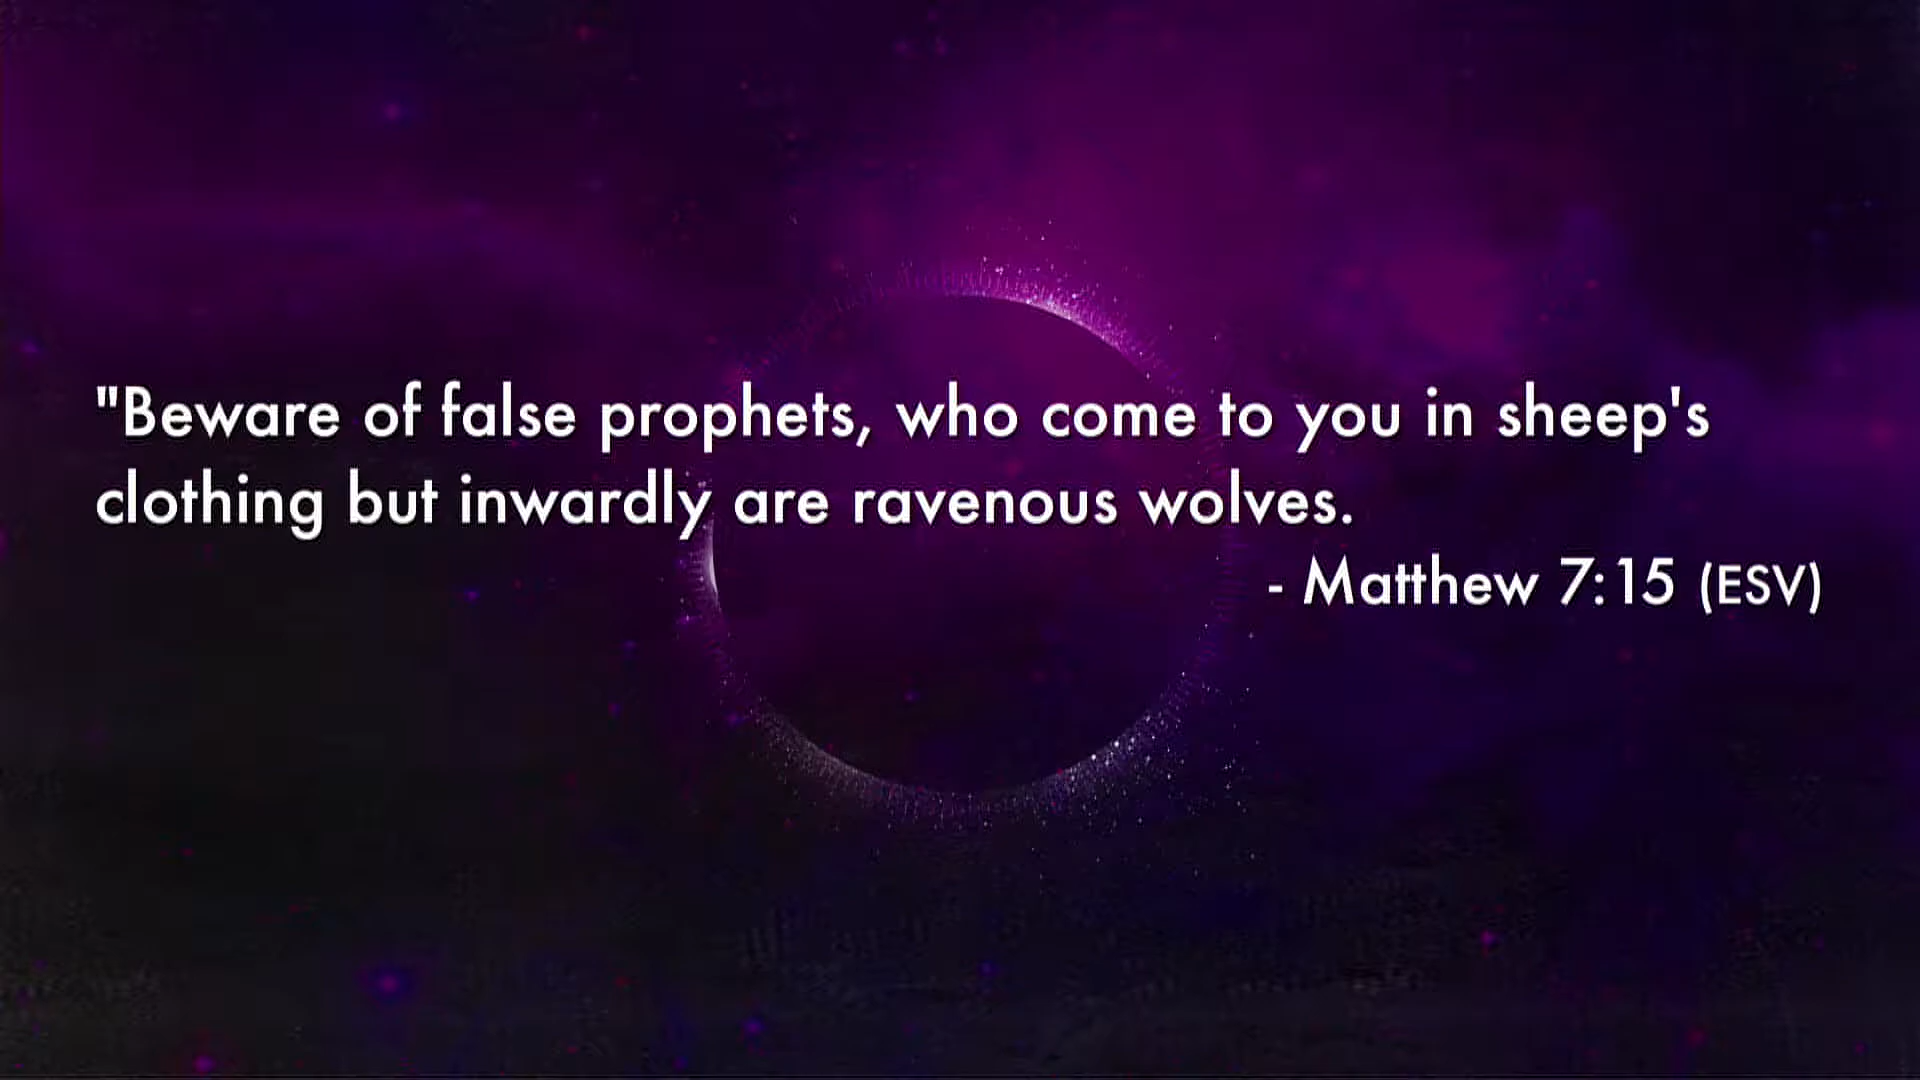 "Beware of false prophets, who come to you in sheep's
clothing but inwardly are ravenous wolves.
- Matthew 7:15 (ESV)